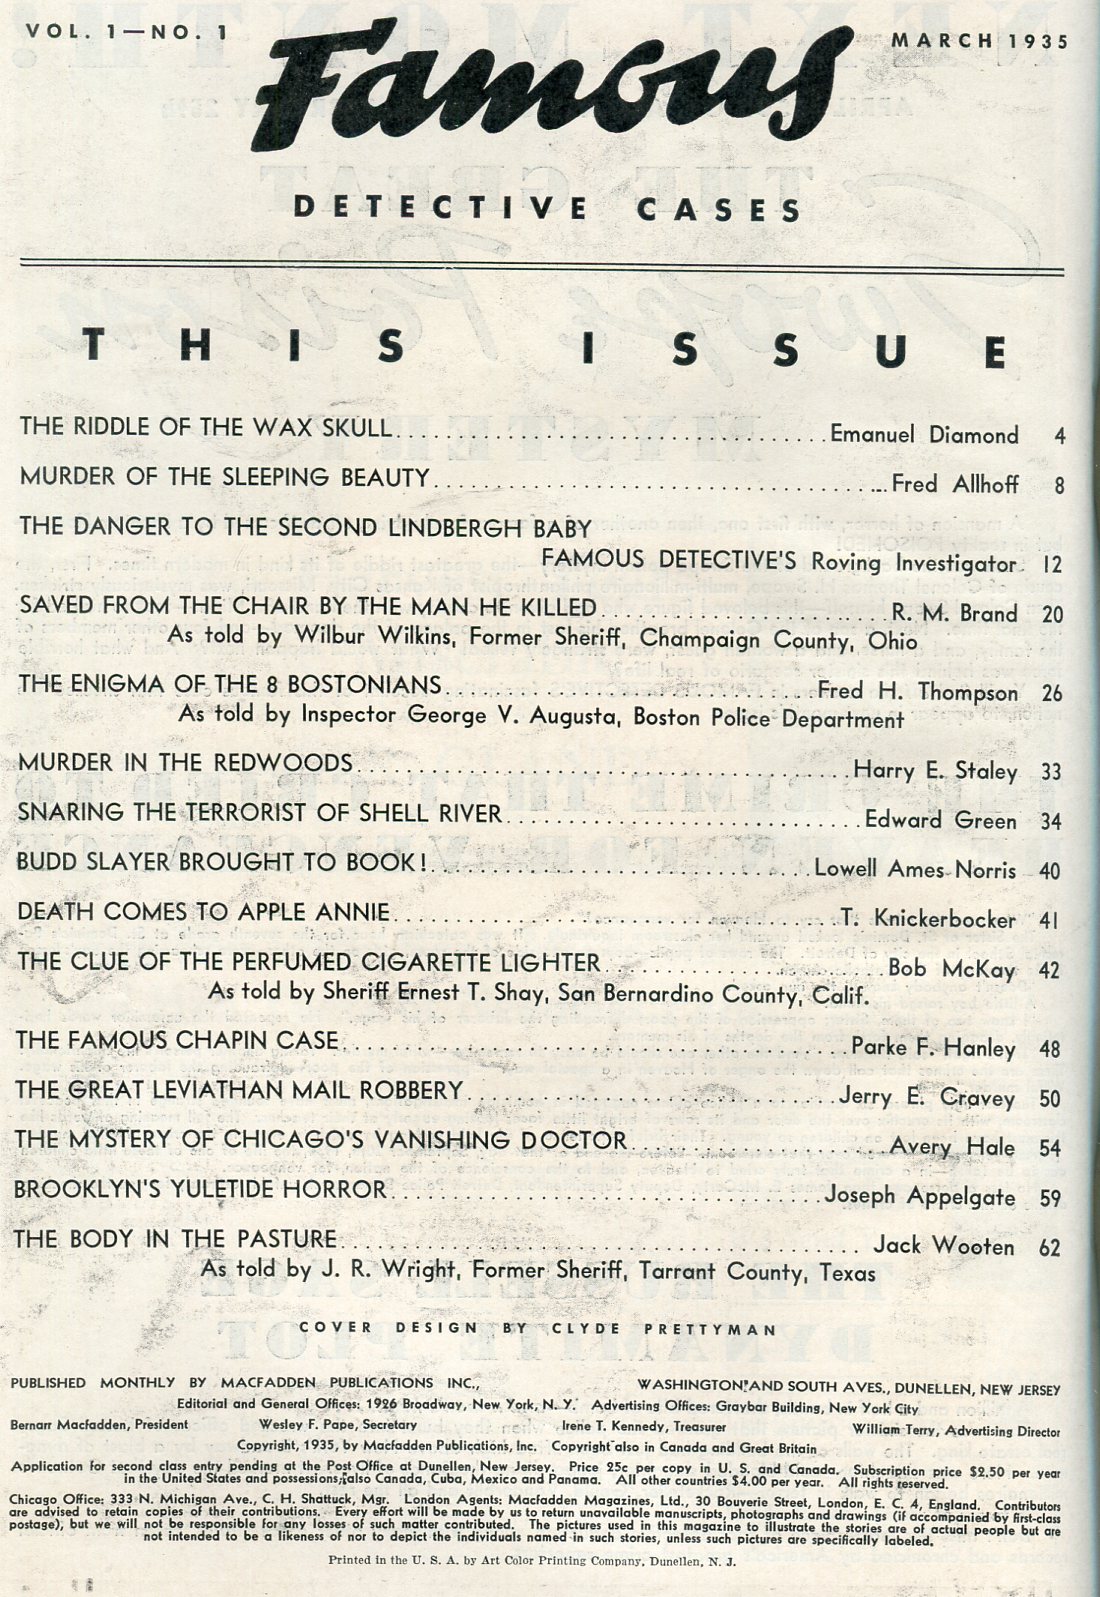 VOL. 1—NO. 1
MARCH 1935
Famous
DETECTIVE CASES
THIS ISSUE
THE RIDDLE OF THE WAX SKULL................................Emanuel Diamond 4
MURDER OF THE SLEEPING BEAUTY................................Fred Allhoff 8
THE DANGER TO THE SECOND LINDBERGH BABY
FAMOUS DETECTIVE'S Roving Investigator 12
SAVED FROM THE CHAIR BY THE MAN HE KILLED........................R. M. Brand 20
As told by Wilbur Wilkins, Former Sheriff, Champaign County, Ohio
THE ENIGMA OF THE 8 BOSTONIANS..............................Fred H. Thompson 26
As told by Inspector George V. Augusta, Boston Police Department
MURDER IN THE REDWOODS........................................Harry E. Staley 33
SNARING THE TERRORIST OF SHELL RIVER.............................Edward Green 34
BUDD SLAYER BROUGHT TO BOOK!..............................Lowell Ames Norris 40
DEATH COMES TO APPLE ANNIE....................................T. Knickerbocker 41
THE CLUE OF THE PERFUMED CIGARETTE LIGHTER.......................Bob McKay 42
As told by Sheriff Ernest T. Shay, San Bernardino County, Calif.
THE FAMOUS CHAPIN CASE........................................Parke F. Hanley 48
THE GREAT LEVIATHAN MAIL ROBBERY..............................Jerry E. Cravey 50
THE MYSTERY OF CHICAGO'S VANISHING DOCTOR.....................Avery Hale 54
BROOKLYN'S YULETIDE HORROR...................................Joseph Appelgate 59
THE BODY IN THE PASTURE........................................Jack Wooten 62
As told by J. R. Wright, Former Sheriff, Tarrant County, Texas
COVER DESIGN BY CLYDE PRETTYMAN
PUBLISHED MONTHLY BY MACFADDEN PUBLICATIONS INC., WASHINGTON AND SOUTH AVES., DUNELLEN, NEW JERSEY
Editorial and General Offices: 1926 Broadway, New York, N. Y. Advertising Offices: Graybar Building, New York City
Bernarr Macfadden, President Wesley F. Pape, Secretary Irene T. Kennedy, Treasurer William Terry, Advertising Director
Copyright, 1935, by Macfadden Publications, Inc. Copyright also in Canada and Great Britain
Application for second class entry pending at the Post Office at Dunellen, New Jersey. Price 25c per copy in U. S. and Canada. Subscription price $2.50 per year
in the United States and possessions, also Canada, Cuba, Mexico and Panama. All other countries $4.00 per year. All rights reserved.
Chicago Office: 333 N. Michigan Ave., C. H. Shattuck, Mgr. London Agents: Macfadden Magazines, Ltd., 30 Bouverie Street, London, E. C. 4, England. Contributors
are advised to retain copies of their contributions. Every effort will be made by us to return unavailable manuscripts, photographs and drawings (if accompanied by first-class
postage), but we will not be responsible for any losses of such matter contributed. The pictures used in this magazine to illustrate the stories are of actual people but are
not intended to be a likeness of nor to depict the individuals named in such stories, unless such pictures are specifically labeled.
Printed in the U. S. A. by Art Color Printing Company, Dunellen, N. J.